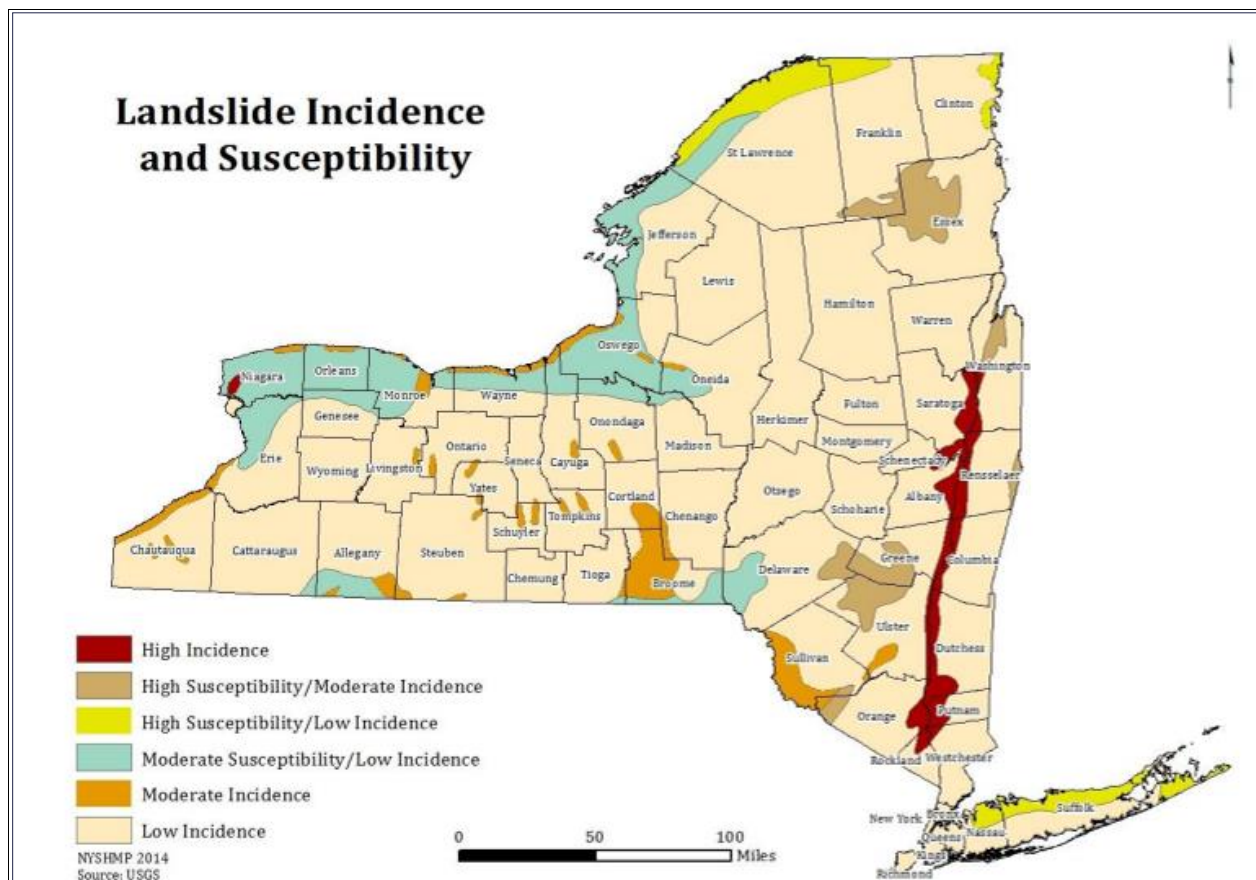 Landslide Incidence
and Susceptibility
Clinton
Franklin
St Lawrence
Essex
Jefferson
Lewis
Hamilton
Warren
Oswego
Washington
Niagara
Orleans
Oneida
Monroe
Wayne
Saratoga
Fulton
Genesee
Herkimer
Onondaga
Madison
Montgomery
Ontario
Erie
Wyoming
Livingston
Seneca
Cayuga
Schenectady
Rensselaer
Yates
Otsego
Albany
Cortland
Schoharie
Chenango
Tompkins
Schuyler
Chautauqua
Cattaraugus
Allegany
Steuben
Greene
Columbia
Delaware
Chemung
Tioga
Broome
Ulster
Dutchess
Sullivan
Orange
Putnam
Rockland
Westchester
Suffolk
New York
Bronx
Nassau
Queens
Kings
Richmond
High Incidence
High Susceptibility/Moderate Incidence
High Susceptibility/Low Incidence
Moderate Susceptibility/Low Incidence
Moderate Incidence
Low Incidence
NYSHMP 2014
Source: USGS
0 50 100
Miles